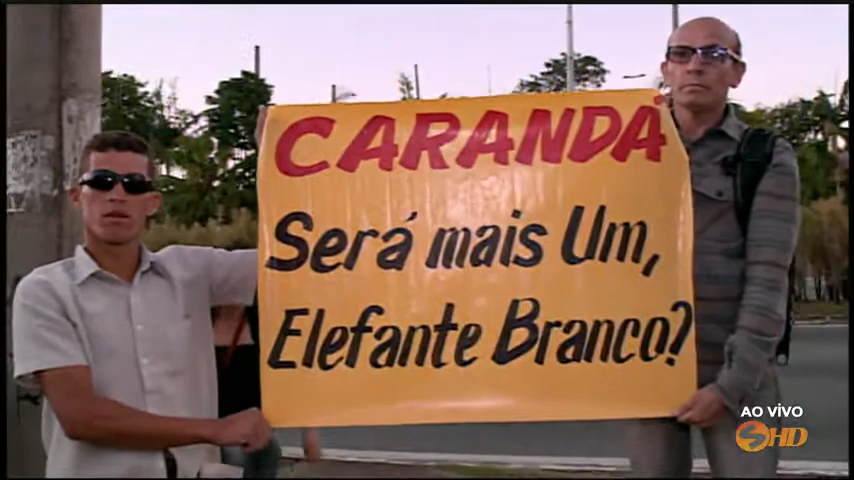 CARANDÁ
Será mais Um,
Elefante Branco?
AO VIVO
HD